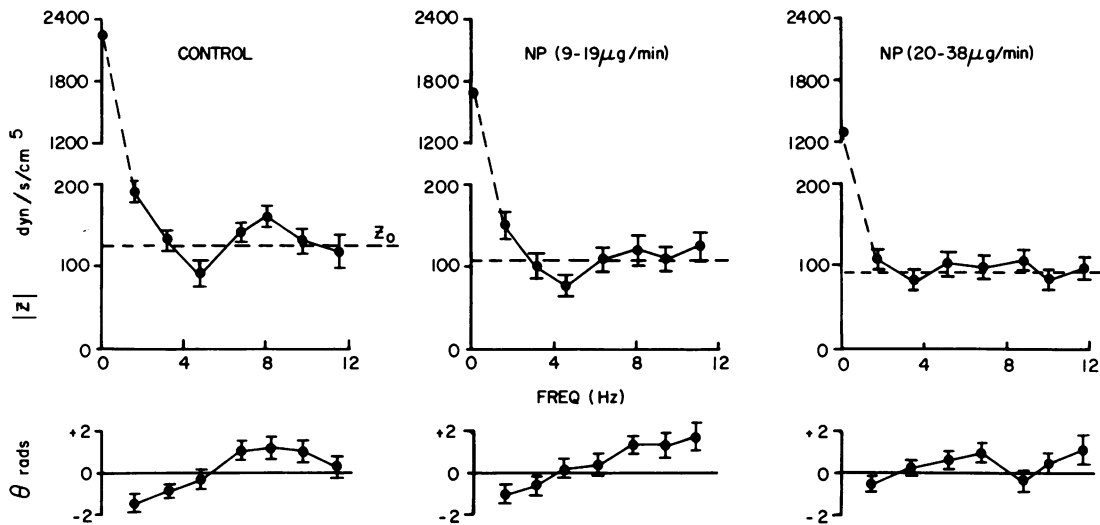 CONTROL
NP (9-19μg/min)
NP (20-38μg/min)
2400
1800
1200
200
100
0
2400
1800
1200
200
100
0
2400
1800
1200
200
100
0
|Z| dyn/s/cm5
Z0
0 4 8 12
0 4 8 12
0 4 8 12
FREQ (Hz)
θ rads
+2
0
-2
+2
0
-2
+2
0
-2